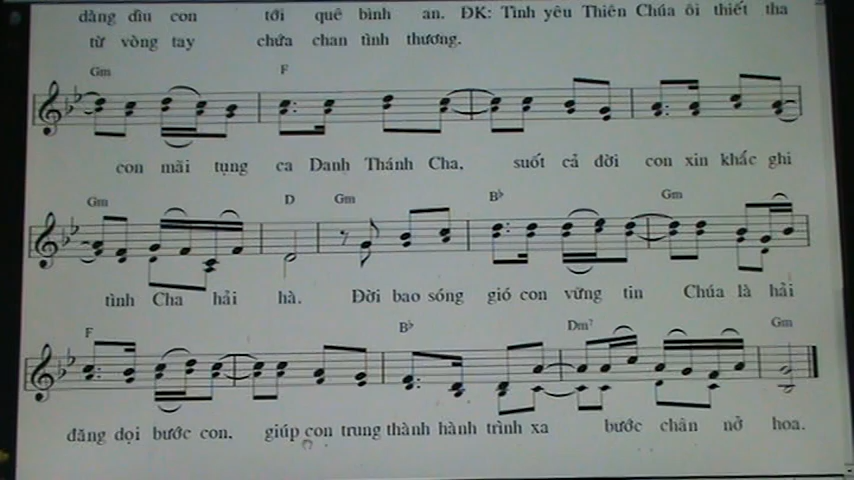 dăng dìu con tới quê bình an. ĐK: Tình yêu Thiên Chúa ôi thiết tha
từ vòng tay chứa chan tình thương.
Gm F
con mãi tụng ca Danh Thánh Cha, suốt cả đời con xin khắc ghi
Gm D Gm B♭ Gm
tình Cha hải hà. Đời bao sóng gió con vững tin Chúa là hải
F B♭ Dm7 Gm
đăng dọi bước con. giúp con trung thành hành trình xa bước chân nở hoa.